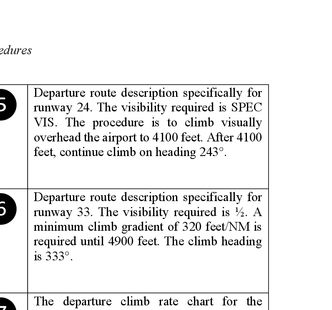 edures
5
Departure route description specifically for
runway 24. The visibility required is SPEC
VIS. The procedure is to climb visually
overhead the airport to 4100 feet. After 4100
feet, continue climb on heading 243°.
6
Departure route description specifically for
runway 33. The visibility required is ½. A
minimum climb gradient of 320 feet/NM is
required until 4900 feet. The climb heading
is 333°.
The departure climb rate chart for the